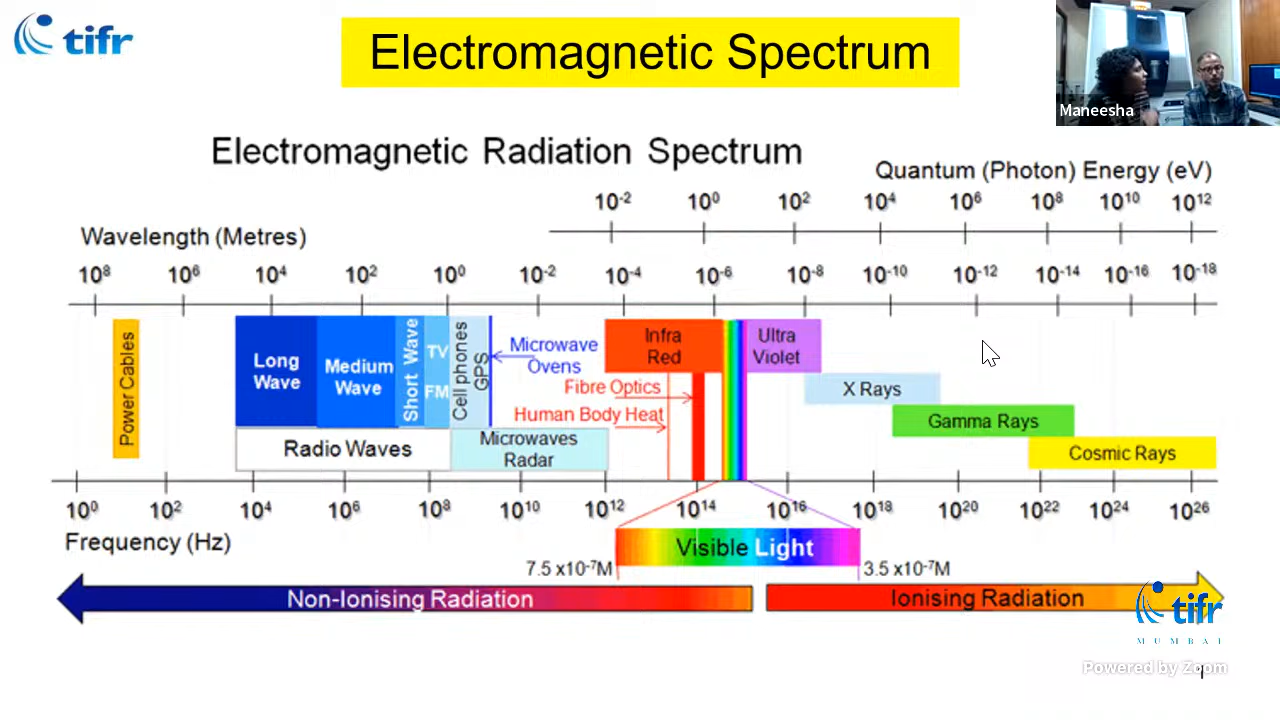 tifr
Electromagnetic Spectrum
Maneesha
Electromagnetic Radiation Spectrum
Quantum (Photon) Energy (eV)
10-2 10⁰ 10² 10⁴ 10⁶ 10⁸ 10¹⁰ 10¹²
Wavelength (Metres)
10⁸ 10⁶ 10⁴ 10² 10⁰ 10-2 10-4 10-6 10-8 10-10 10-12 10-14 10-16 10-18
Power Cables
Long
Wave
Medium
Wave
Short Wave
TV
FM
Cell phones
GPS
Microwave
Ovens
Fibre Optics
Human Body Heat
Infra
Red
Ultra
Violet
X Rays
Gamma Rays
Cosmic Rays
Radio Waves
Microwaves
Radar
10⁰ 10² 10⁴ 10⁶ 10⁸ 10¹⁰ 10¹² 10¹⁴ 10¹⁶ 10¹⁸ 10²⁰ 10²² 10²⁴ 10²⁶
Frequency (Hz)
Visible Light
7.5 x10-7M
3.5 x10-7M
Non-Ionising Radiation
Ionising Radiation
tifr
MUMBAI
Powered by Zoom
1